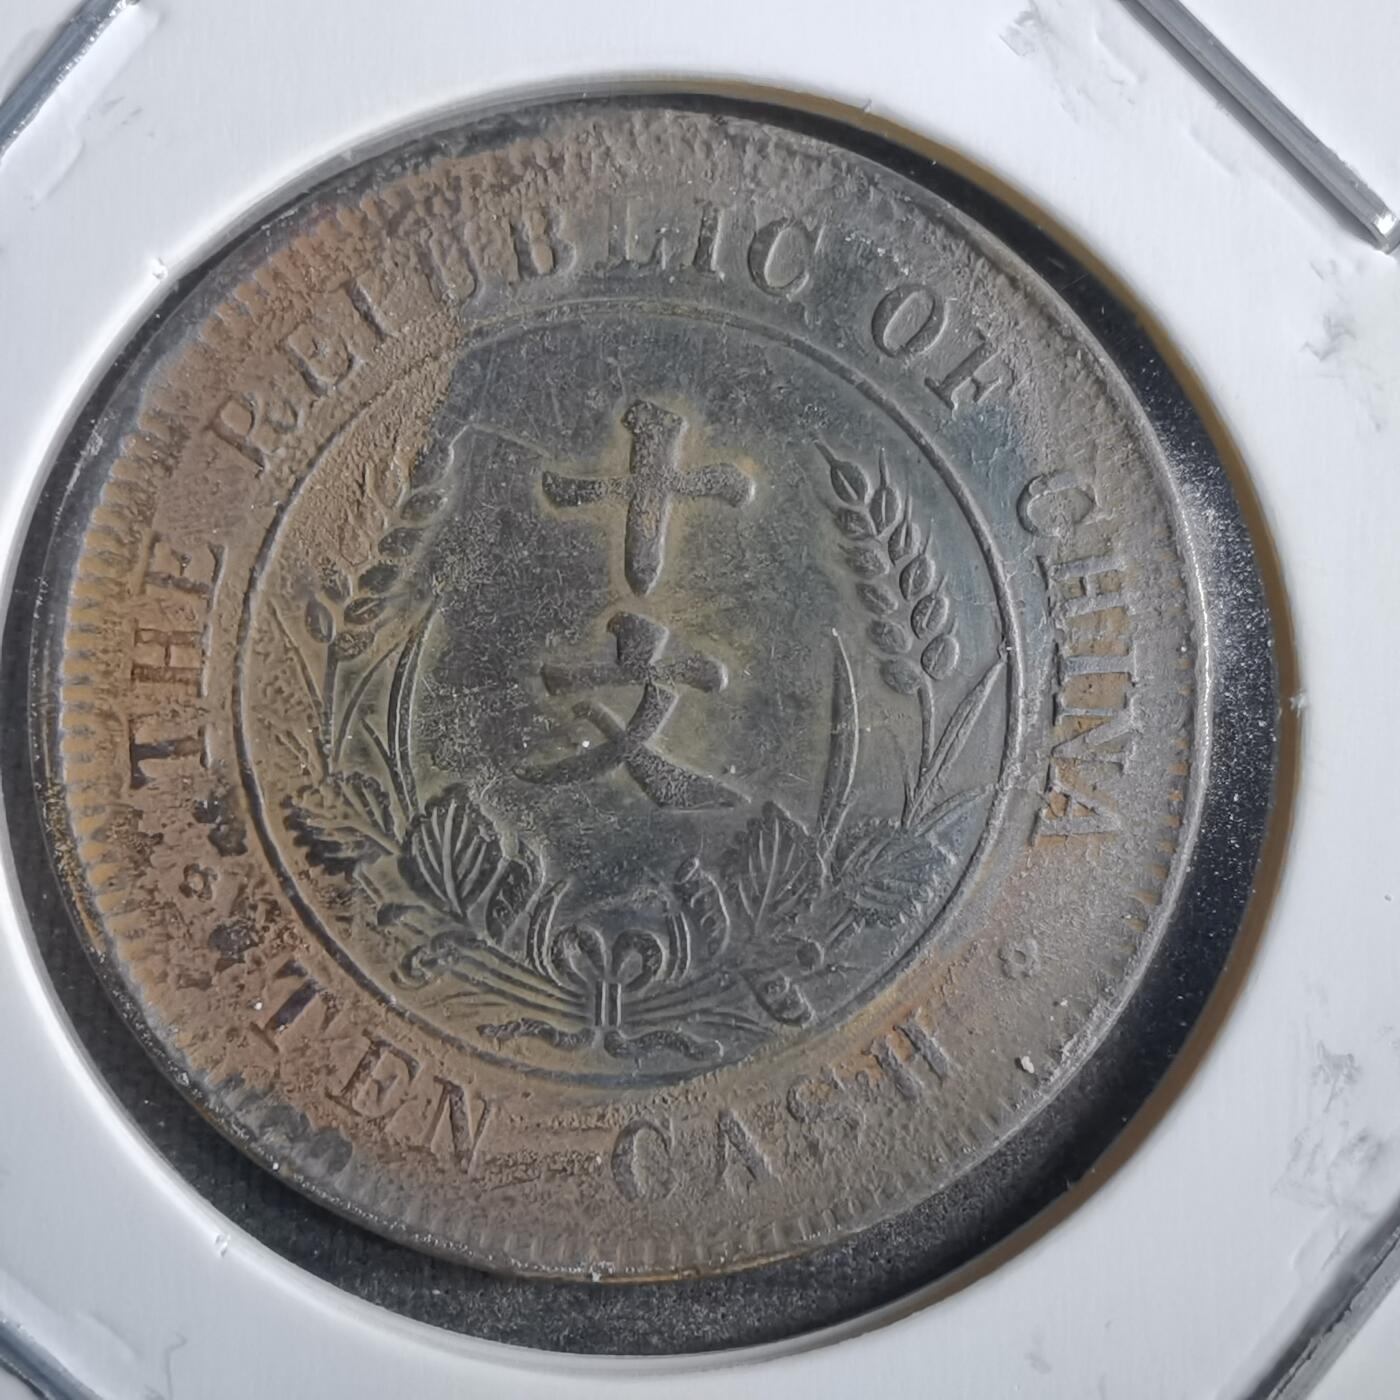 THE REPUBLIC OF CHINA
十文
TEN CASH